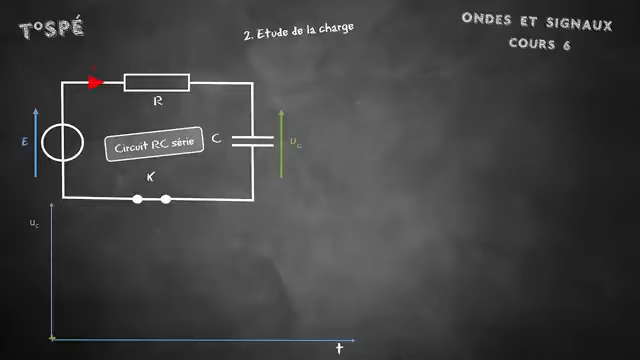 T°SPÉ
2. Etude de la charge
ONDES ET SIGNAUX
COURS 6
R
E
Circuit RC série
C
u_c
K
u_c
t